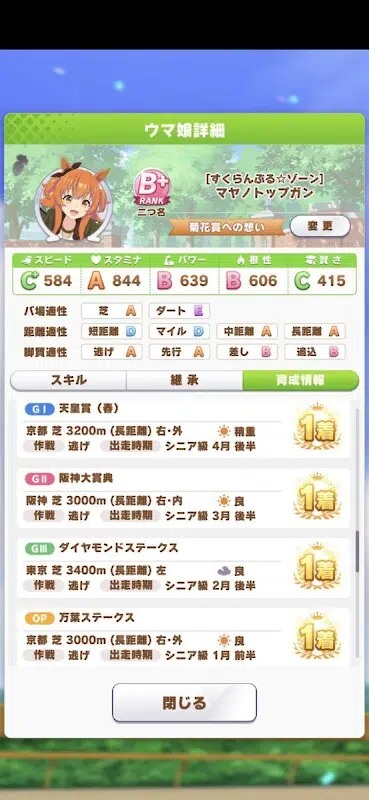 ウマ娘詳細
B+
RANK
二つ名
[すくらんぶる☆ゾーン]
マヤノトップガン
菊花賞への想い 変更
スピード スタミナ パワー 根性 賢さ
C+ 584 A 844 B 639 B 606 C 415
バ場適性 芝 A ダート E
距離適性 短距離 D マイル D 中距離 A 長距離 A
脚質適性 逃げ A 先行 A 差し B 追込 B
スキル 継承 育成情報
GⅠ 天皇賞（春）
京都 芝 3200m (長距離) 右・外 稍重
作戦 逃げ 出走時期 シニア級 4月 後半
1着
GⅡ 阪神大賞典
阪神 芝 3000m (長距離) 右・内 良
作戦 逃げ 出走時期 シニア級 3月 後半
1着
GⅢ ダイヤモンドステークス
東京 芝 3400m (長距離) 左 良
作戦 逃げ 出走時期 シニア級 2月 後半
1着
OP 万葉ステークス
京都 芝 3000m (長距離) 右・外 良
作戦 逃げ 出走時期 シニア級 1月 前半
1着
閉じる